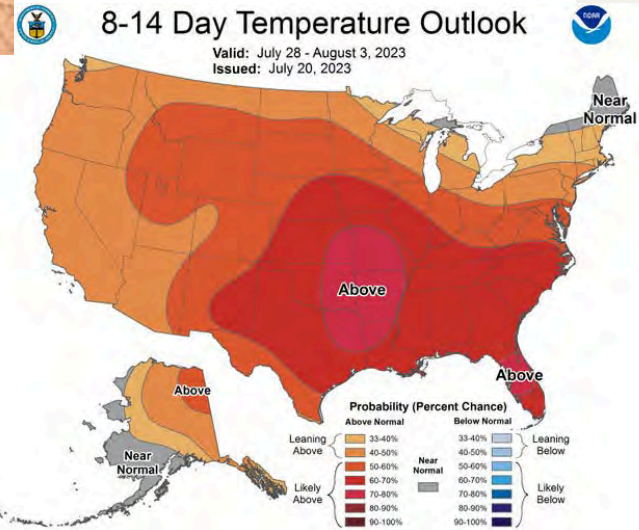 8-14 Day Temperature Outlook
Valid: July 28 - August 3, 2023
Issued: July 20, 2023
NOAA
Near
Normal
Above
Above
Above
Near
Normal
Probability (Percent Chance)
Above Normal
Below Normal
Leaning
Above
33-40%
40-50%
50-60%
60-70%
70-80%
80-90%
90-100%
Likely
Above
Near
Normal
33-40%
40-50%
50-60%
60-70%
70-80%
80-90%
90-100%
Leaning
Below
Likely
Below